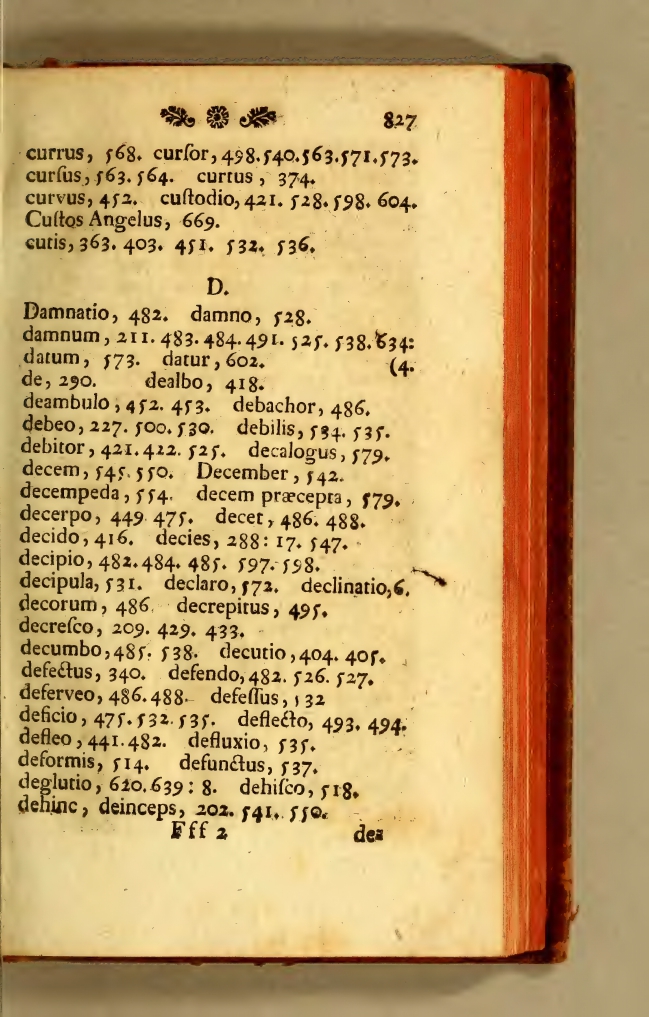 827
currus, 568. curſor, 498. 540. 563. 571. 573.
curſus, 563. 564. curtus, 374.
curvus, 452. cuſtodio, 421. 528. 598. 604.
Cuſtos Angelus, 669.
cutis, 363. 403. 451. 532. 536.
D.
Damnatio, 482. damno, 528.
damnum, 211. 483. 484. 491. 525. 538. 634:
datum, 573. datur, 602. (4.
de, 290. dealbo, 418.
deambulo, 452. 453. debachor, 486.
debeo, 227. 500. 530. debilis, 534. 535.
debitor, 421. 422. 525. decalogus, 579.
decem, 545. 550. December, 542.
decempeda, 554. decem præcepta, 579.
decerpo, 449 475. decet, 486. 488.
decido, 416. decies, 288: 17. 547.
decipio, 482. 484. 485. 597. 598.
decipula, 531. declaro, 572. declinatio, 6.
decorum, 486. decrepitus, 495.
decreſco, 209. 429. 433.
decumbo, 485. 538. decutio, 404. 405.
defectus, 340. defendo, 482. 526. 527.
deferveo, 486. 488. defeſſus, 532
deficio, 475. 532. 535. deflecto, 493. 494.
defleo, 441. 482. defluxio, 535.
deformis, 514. defunctus, 537.
deglutio, 620. 639: 8. dehiſco, 518.
dehinc, deinceps, 202. 541. 550.
Fff 2 dea